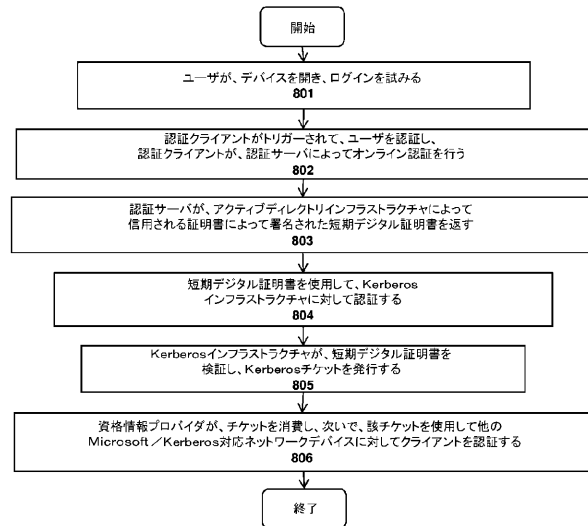 開始
ユーザが、デバイスを開き、ログインを試みる
801
認証クライアントがトリガーされて、ユーザを認証し、
認証クライアントが、認証サーバによってオンライン認証を行う
802
認証サーバが、アクティブディレクトリインフラストラクチャによって
信用される証明書によって署名された短期デジタル証明書を返す
803
短期デジタル証明書を使用して、Kerberos
インフラストラクチャに対して認証する
804
Kerberosインフラストラクチャが、短期デジタル証明書を
検証し、Kerberosチケットを発行する
805
資格情報プロバイダが、チケットを消費し、次いで、該チケットを使用して他の
Microsoft／Kerberos対応ネットワークデバイスに対してクライアントを認証する
806
終了